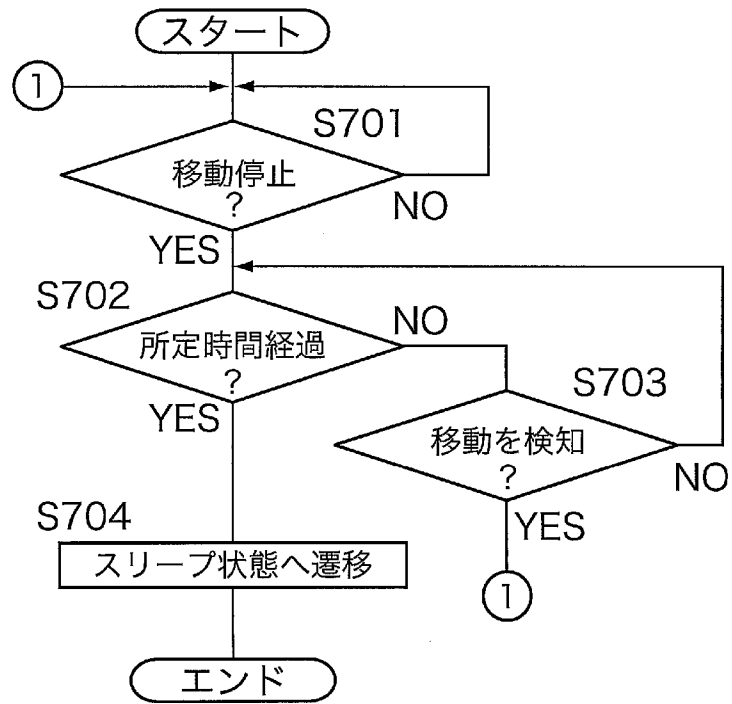 スタート
1
S701
移動停止
?
NO
YES
S702
所定時間経過
?
NO
YES
S703
移動を検知
?
NO
YES
1
S704
スリープ状態へ遷移
エンド